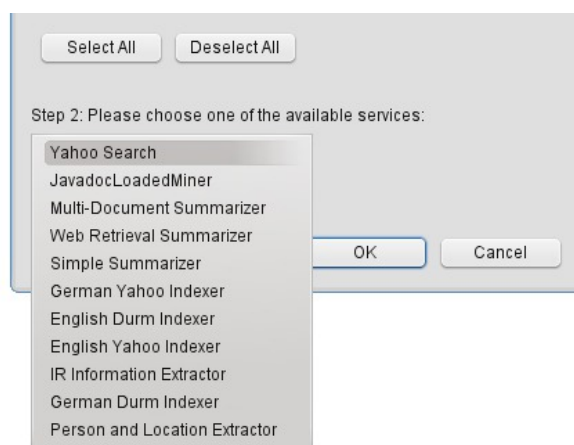 Select All
Deselect All
Step 2: Please choose one of the available services:
Yahoo Search
JavadocLoadedMiner
Multi-Document Summarizer
Web Retrieval Summarizer
Simple Summarizer
German Yahoo Indexer
English Durm Indexer
English Yahoo Indexer
IR Information Extractor
German Durm Indexer
Person and Location Extractor
OK
Cancel